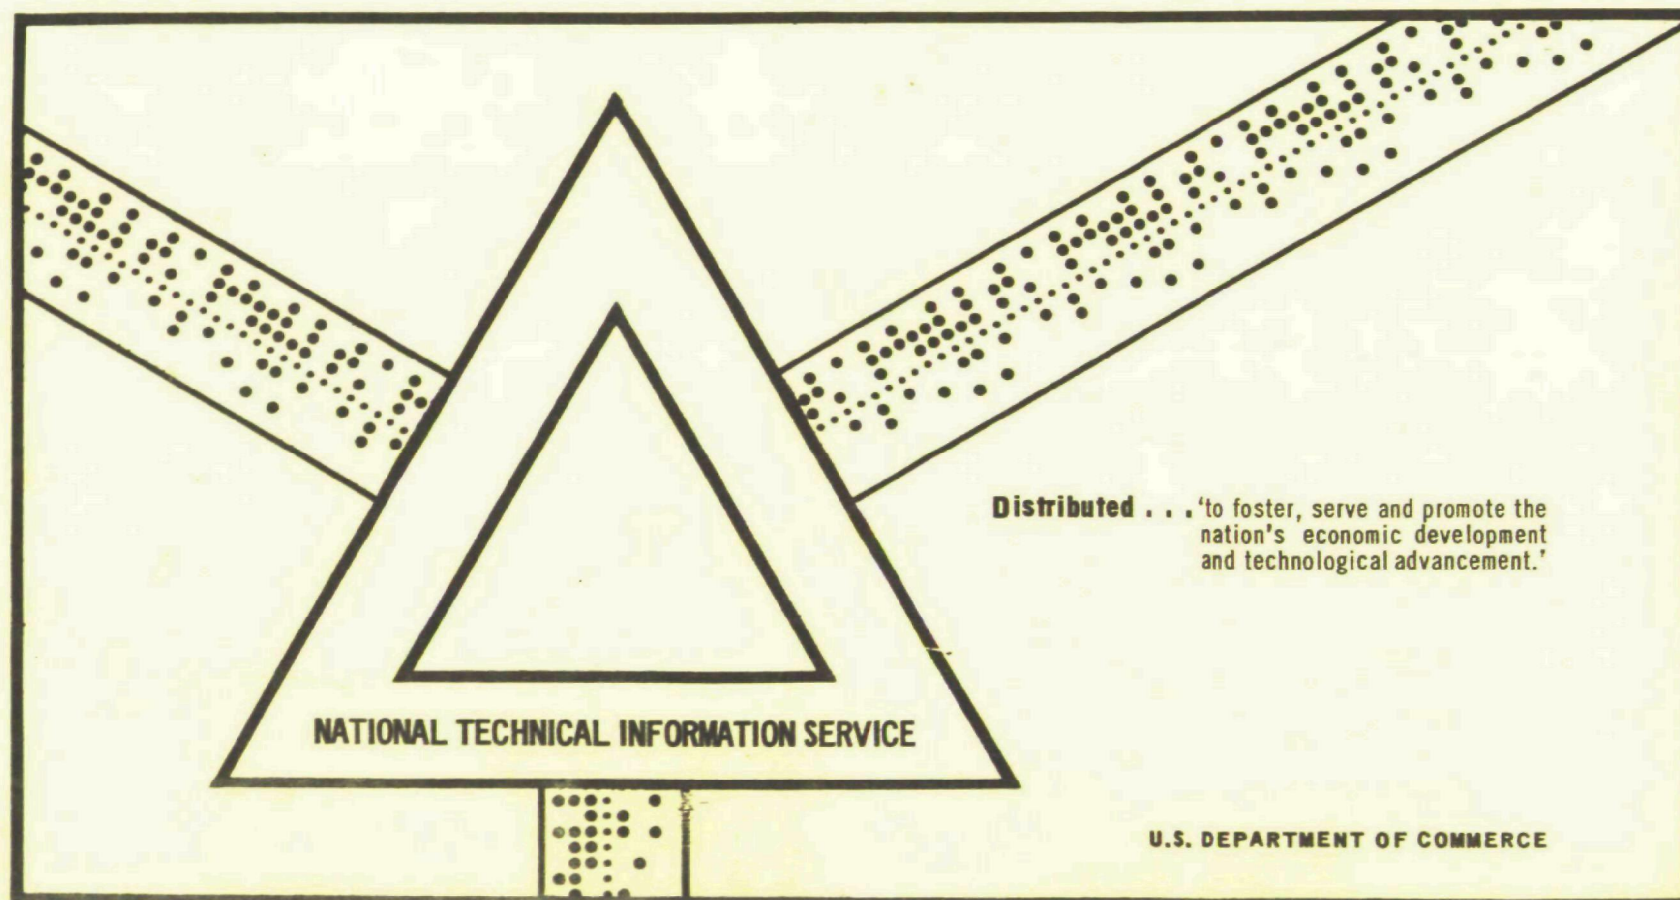 Distributed . . . ‘to foster, serve and promote the
nation's economic development
and technological advancement.’
NATIONAL TECHNICAL INFORMATION SERVICE
U.S. DEPARTMENT OF COMMERCE